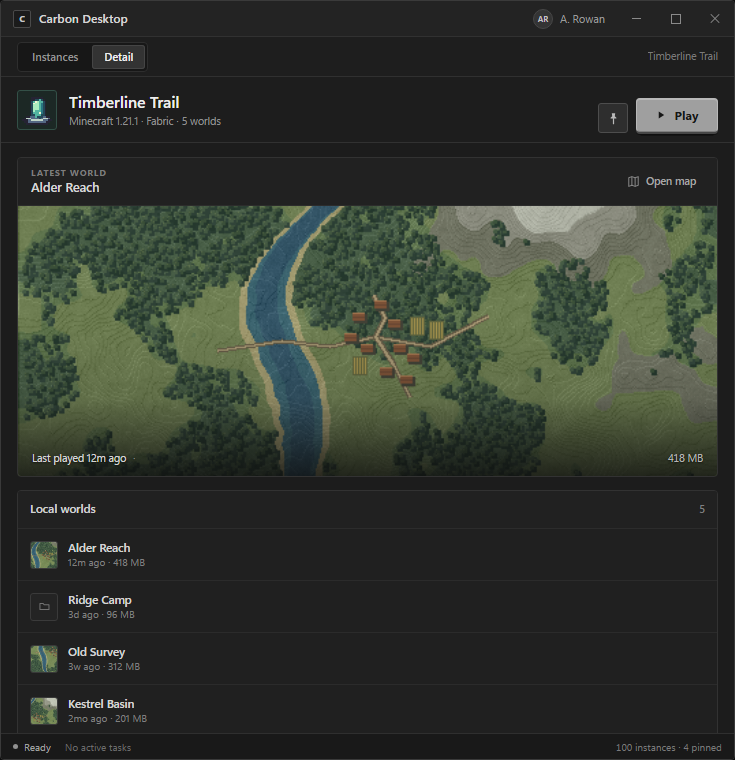 C Carbon Desktop AR A. Rowan
Instances Detail Timberline Trail
Timberline Trail
Minecraft 1.21.1 · Fabric · 5 worlds
Play
LATEST WORLD
Alder Reach
Open map
Last played 12m ago ·
418 MB
Local worlds 5
Alder Reach
12m ago · 418 MB
Ridge Camp
3d ago · 96 MB
Old Survey
3w ago · 312 MB
Kestrel Basin
2mo ago · 201 MB
Ready No active tasks 100 instances · 4 pinned